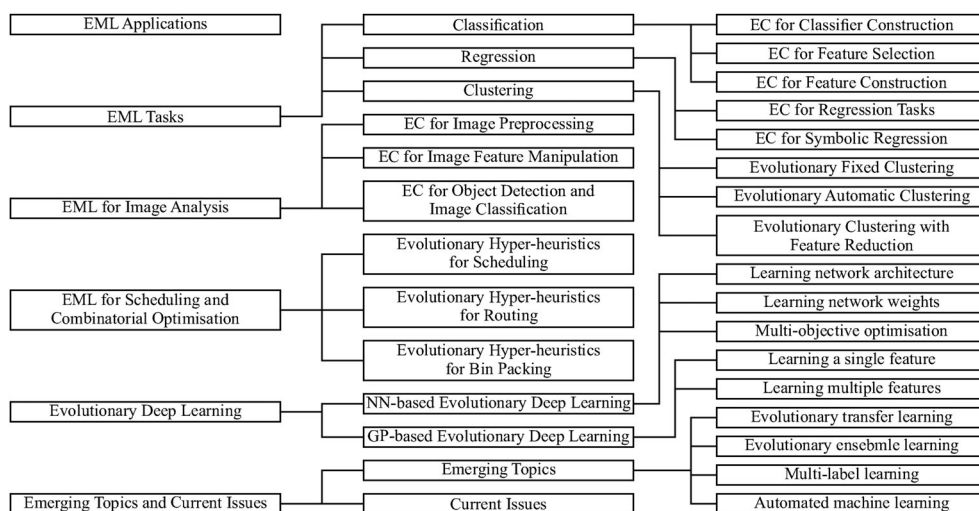 EML Applications
EML Tasks
EML for Image Analysis
EML for Scheduling and
Combinatorial Optimisation
Evolutionary Deep Learning
Emerging Topics and Current Issues
Classification
Regression
Clustering
EC for Image Preprocessing
EC for Image Feature Manipulation
EC for Object Detection and
Image Classification
Evolutionary Hyper-heuristics
for Scheduling
Evolutionary Hyper-heuristics
for Routing
Evolutionary Hyper-heuristics
for Bin Packing
NN-based Evolutionary Deep Learning
GP-based Evolutionary Deep Learning
Emerging Topics
Current Issues
EC for Classifier Construction
EC for Feature Selection
EC for Feature Construction
EC for Regression Tasks
EC for Symbolic Regression
Evolutionary Fixed Clustering
Evolutionary Automatic Clustering
Evolutionary Clustering with
Feature Reduction
Learning network architecture
Learning network weights
Multi-objective optimisation
Learning a single feature
Learning multiple features
Evolutionary transfer learning
Evolutionary ensebmle learning
Multi-label learning
Automated machine learning